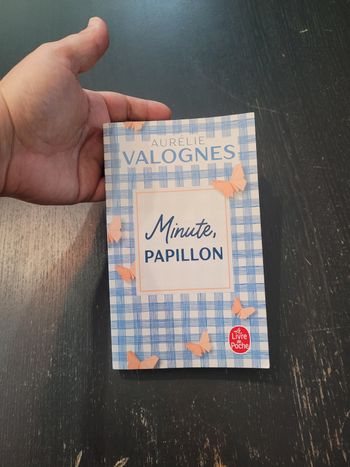 AURÉLIE
VALOGNES
Minute,
PAPILLON
Le
Livre
de
Poche